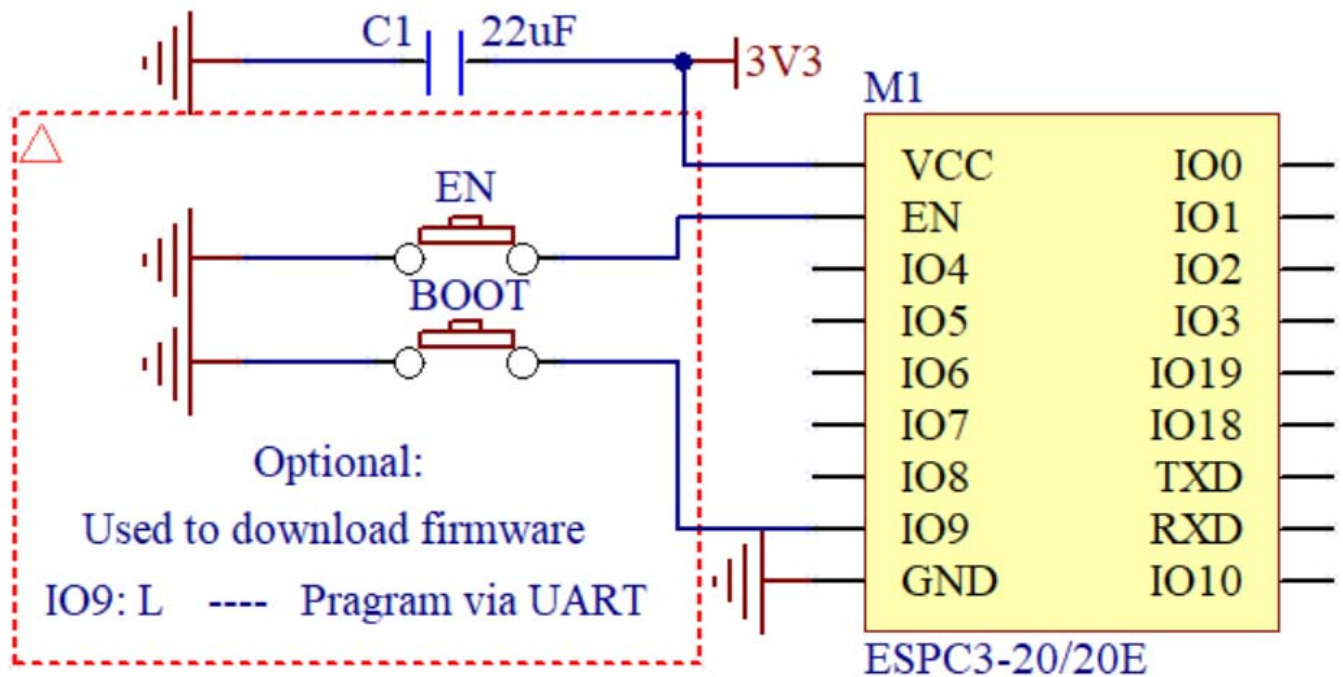 C1 22uF
3V3
M1
VCC IO0
EN
EN IO1
IO4 IO2
BOOT
IO5 IO3
IO6 IO19
IO7 IO18
Optional:
IO8 TXD
Used to download firmware
IO9 RXD
GND IO10
IO9: L ---- Pragram via UART
ESPC3-20/20E